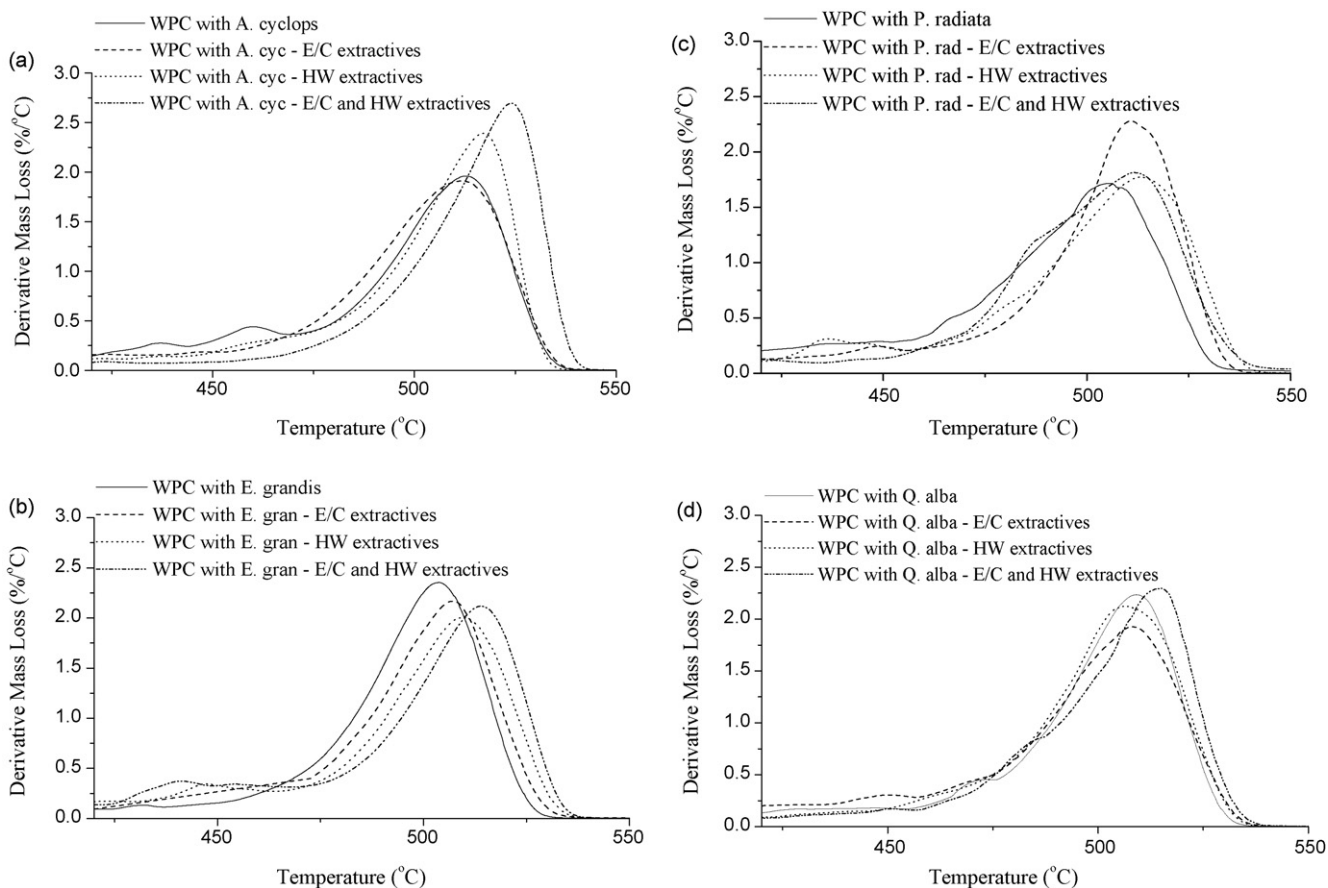 (a)
WPC with A. cyclops
WPC with A. cyc - E/C extractives
WPC with A. cyc - HW extractives
WPC with A. cyc - E/C and HW extractives
3.0
2.5
2.0
1.5
1.0
0.5
0.0
Derivative Mass Loss (%/°C)
450
500
550
Temperature (°C)
(c)
WPC with P. radiata
WPC with P. rad - E/C extractives
WPC with P. rad - HW extractives
WPC with P. rad - E/C and HW extractives
3.0
2.5
2.0
1.5
1.0
0.5
0.0
Derivative Mass Loss (%/°C)
450
500
550
Temperature (°C)
(b)
WPC with E. grandis
WPC with E. gran - E/C extractives
WPC with E. gran - HW extractives
WPC with E. gran - E/C and HW extractives
3.0
2.5
2.0
1.5
1.0
0.5
0.0
Derivative Mass Loss (%/°C)
450
500
550
Temperature (°C)
(d)
WPC with Q. alba
WPC with Q. alba - E/C extractives
WPC with Q. alba - HW extractives
WPC with Q. alba - E/C and HW extractives
3.0
2.5
2.0
1.5
1.0
0.5
0.0
Derivative Mass Loss (%/°C)
450
500
550
Temperature (°C)